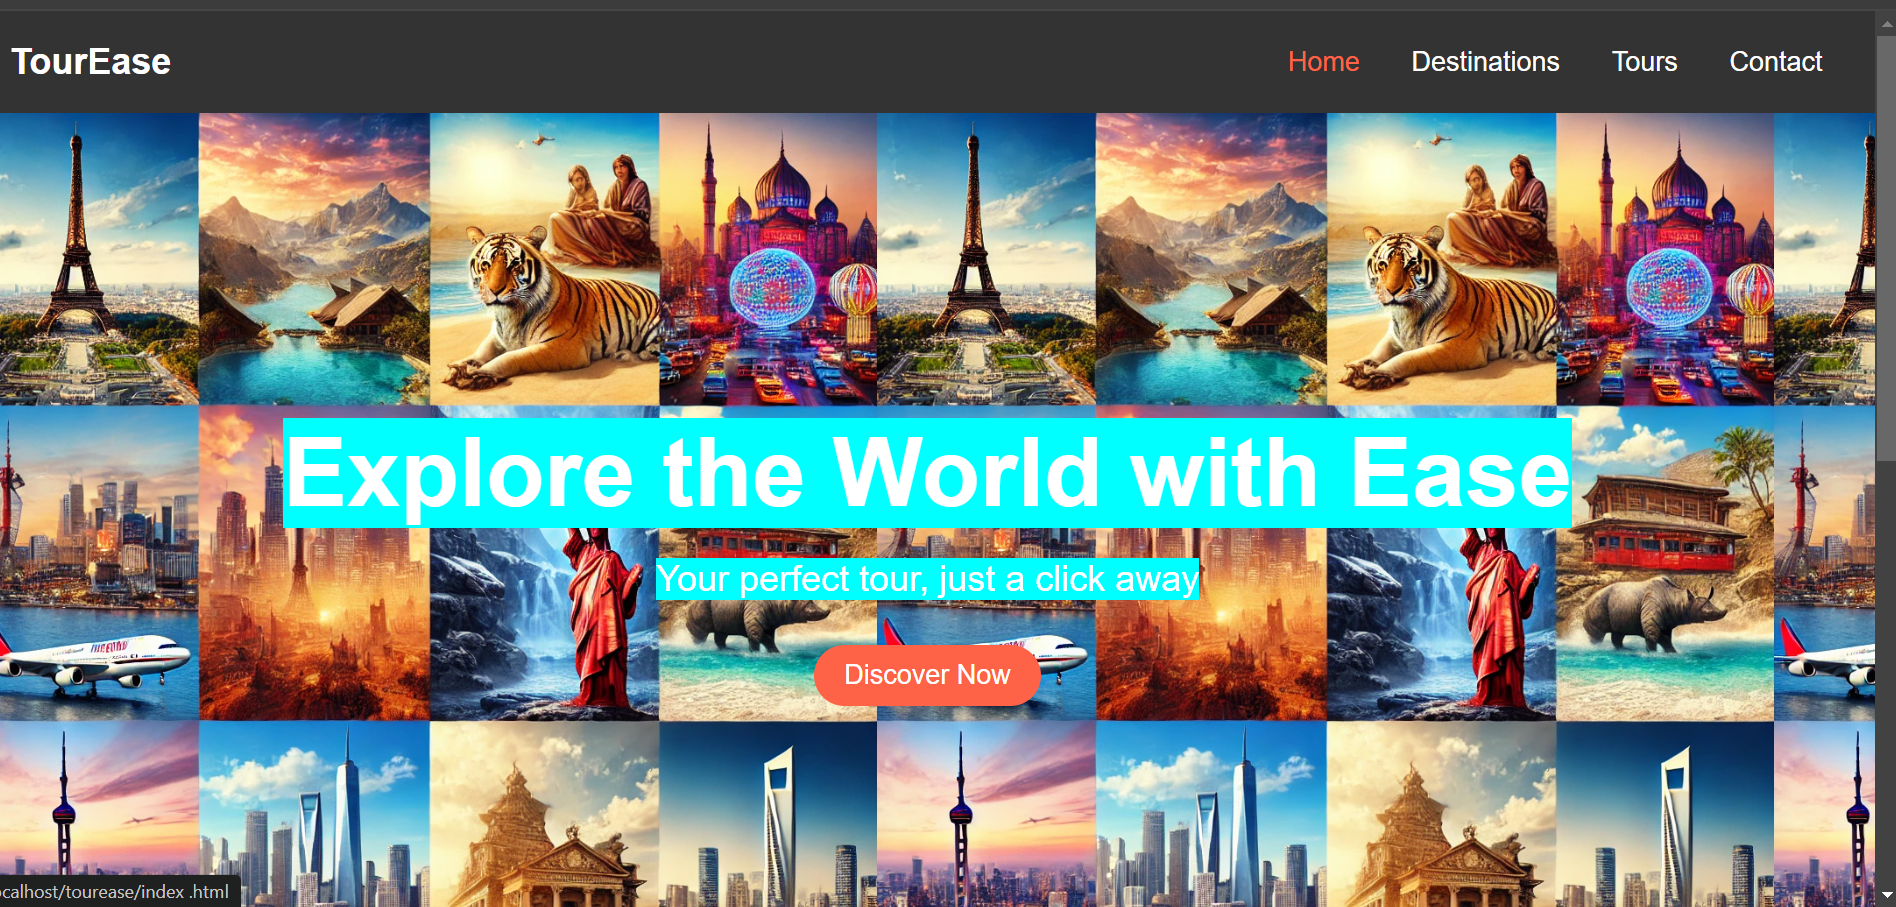 TourEase
Home Destinations Tours Contact
Explore the World with Ease
Your perfect tour, just a click away
Discover Now
calhost/tourease/index .html